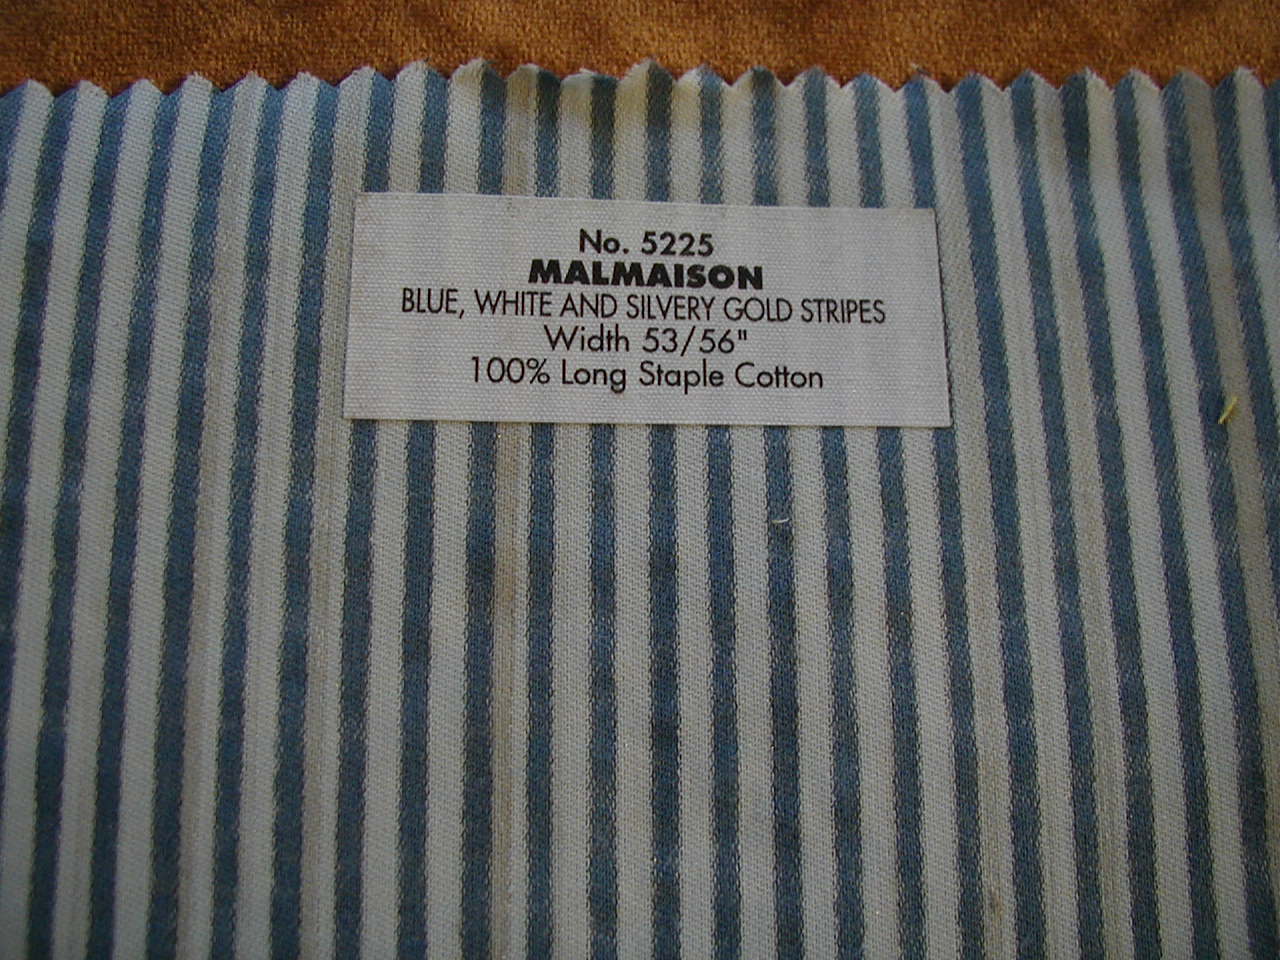 No. 5225
MALMAISON
BLUE, WHITE AND SILVERY GOLD STRIPES
Width 53/56"
100% Long Staple Cotton